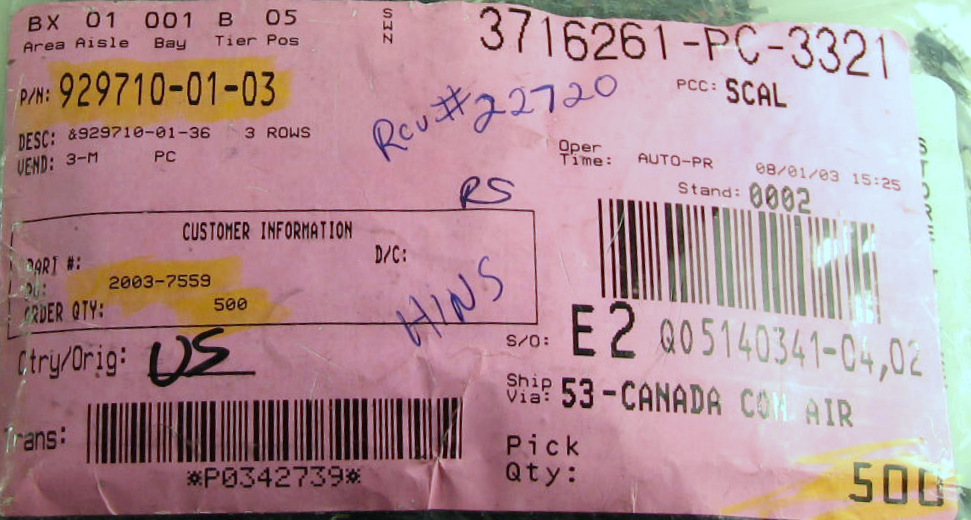 BX 01 001 B 05
Area Aisle Bay Tier Pos
SWN
3716261-PC-3321
P/N: 929710-01-03
PCC: SCAL
Rcv# 22720
DESC: &929710-01-36 3 ROWS
VEND: 3-M PC
Oper
Time: AUTO-PR 08/01/03 15:25
Stand: 0002
RS
CUSTOMER INFORMATION
D/C:
PART #:
2003-7559
ORDER QTY: 500
HINS
S/O: E2 Q05140341-04,02
Ctry/Orig: US
Ship
Via: 53-CANADA CON AIR
Trans:
*P0342739*
Pick
Qty: 500